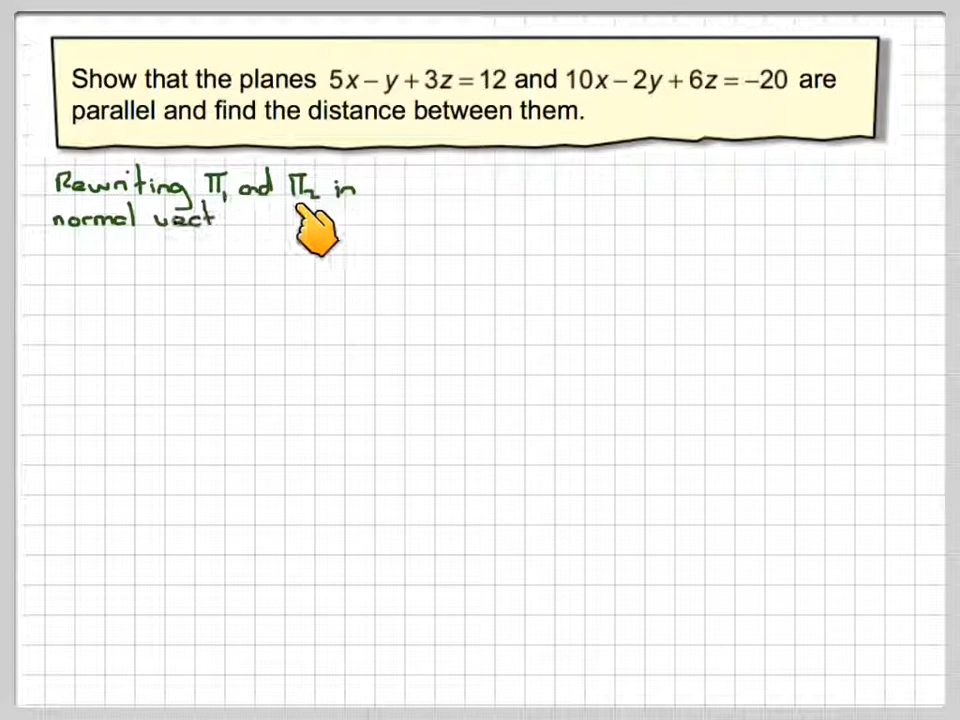 Show that the planes 5x − y + 3z = 12 and 10x − 2y + 6z = −20 are
parallel and find the distance between them.
Rewriting Π₁ and Π₂ in
normal vect